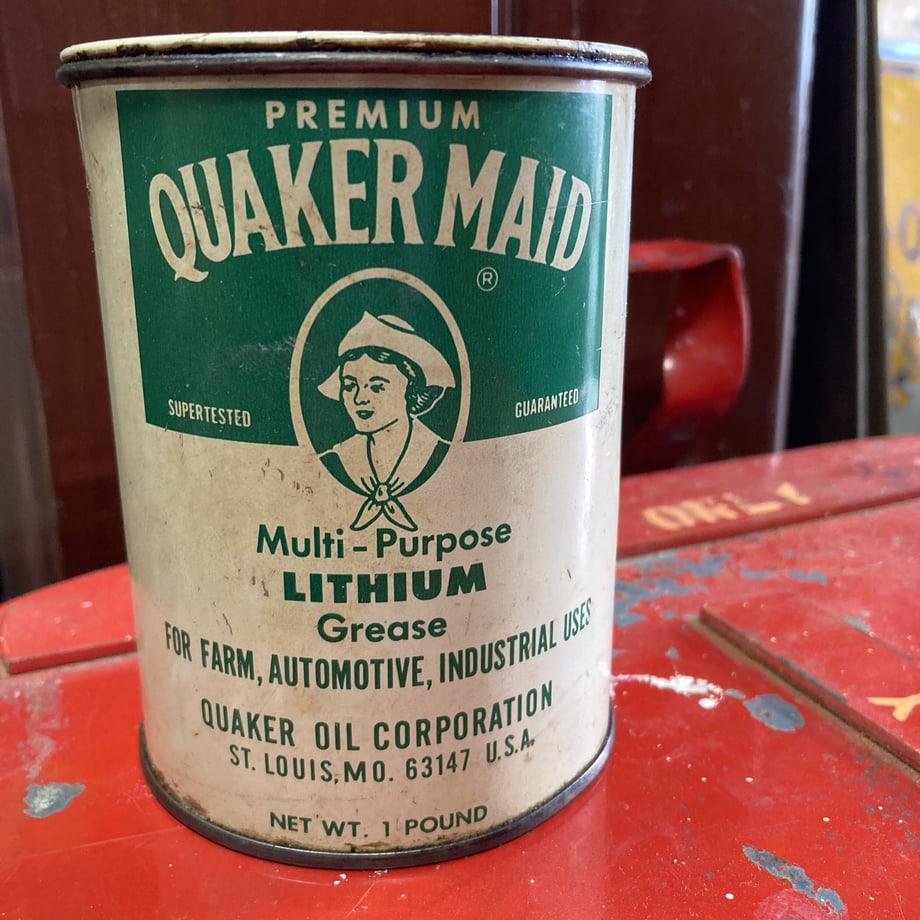 PREMIUM
QUAKER MAID
®
SUPERTESTED
GUARANTEED
Multi-Purpose
LITHIUM
Grease
FOR FARM, AUTOMOTIVE, INDUSTRIAL USES
QUAKER OIL CORPORATION
ST. LOUIS, MO. 63147 U.S.A.
NET WT. 1 POUND
ONLY